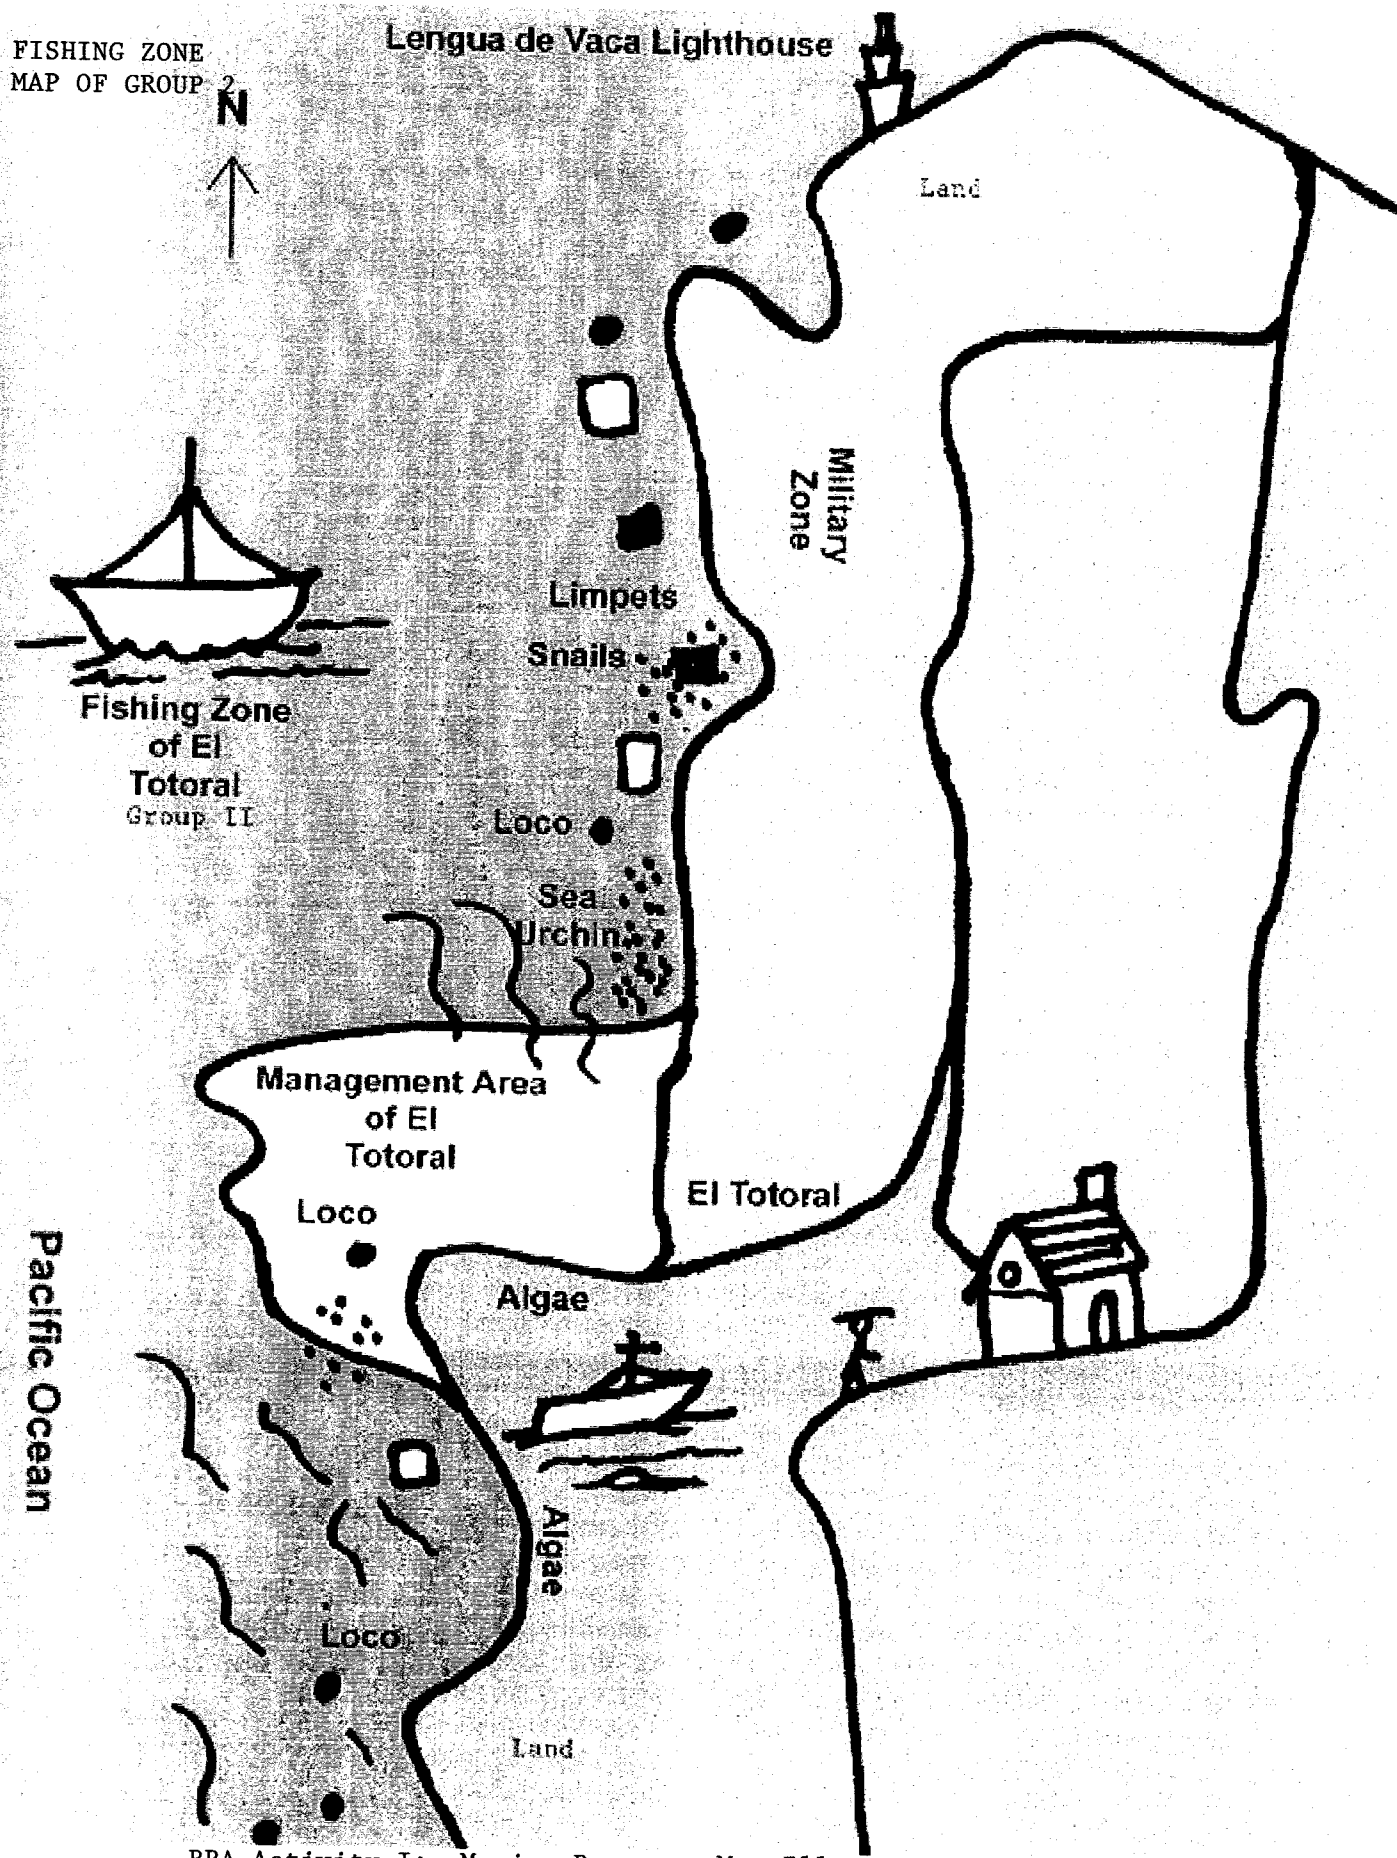 FISHING ZONE
MAP OF GROUP 2
N
Lengua de Vaca Lighthouse
Land
Military
Zone
Limpets
Snails
Fishing Zone
of El
Totoral
Group II
Loco
Sea
Urchin
Management Area
of El
Totoral
Loco
El Totoral
Algae
Pacific Ocean
Algae
Loco
Land